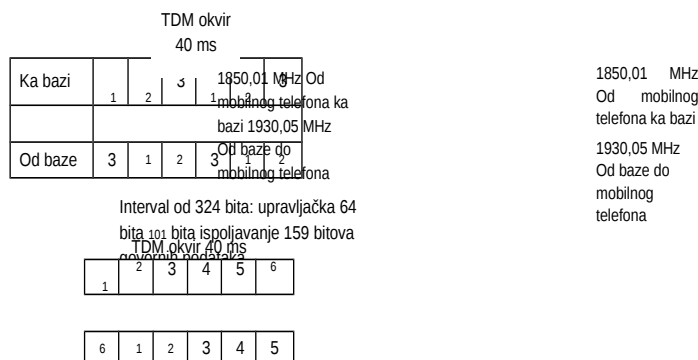 TDM okvir
40 ms
Ka bazi 1 2 3 1 2 3
Od baze 3 1 2 3 1 2
1850,01 MHz Od
mobilnog telefona ka
bazi 1930,05 MHz
Od baze do
mobilnog telefona
1850,01 MHz
Od mobilnog
telefona ka bazi
1930,05 MHz
Od baze do
mobilnog
telefona
Interval od 324 bita: upravljačka 64
bita 101 bita ispoljavanje 159 bitova
govornih podataka
TDM okvir 40 ms
1 2 3 4 5 6
6 1 2 3 4 5